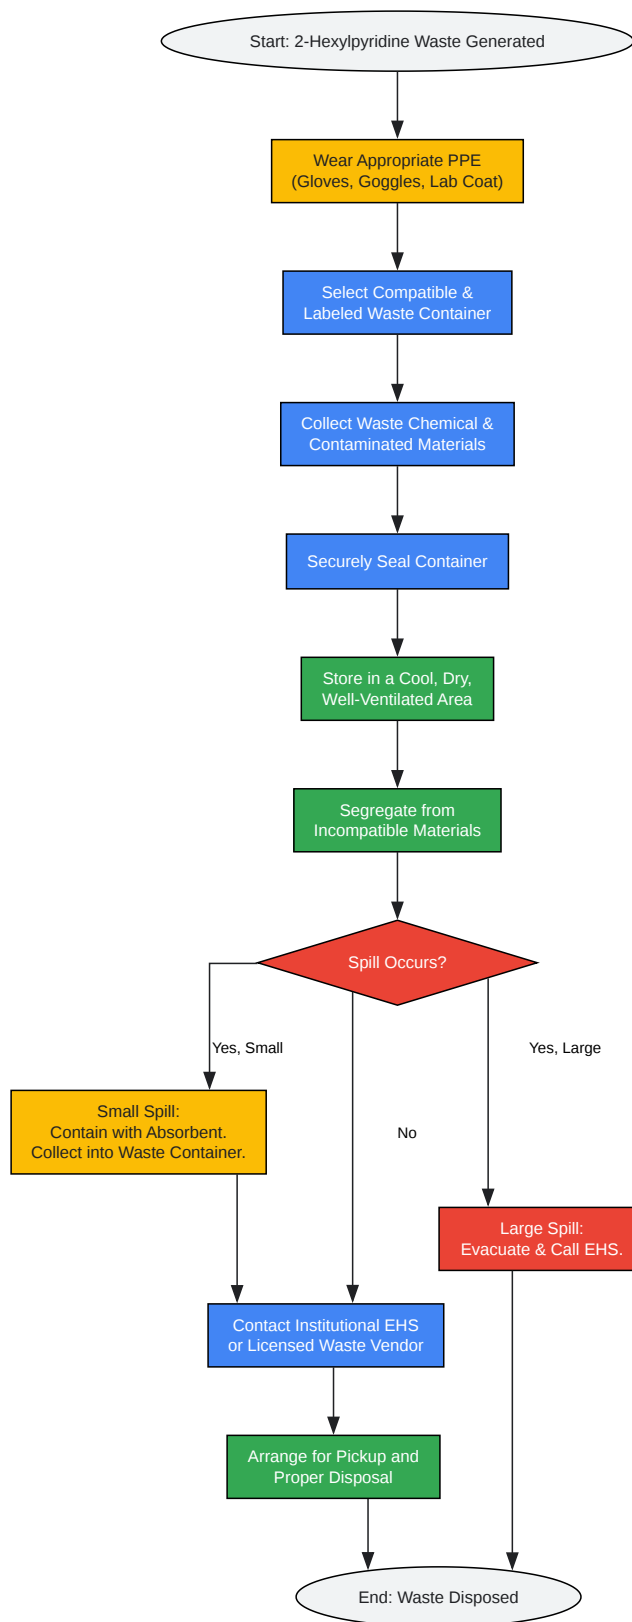 Start: 2-Hexylpyridine Waste Generated
Wear Appropriate PPE
(Gloves, Goggles, Lab Coat)
Select Compatible &
Labeled Waste Container
Collect Waste Chemical &
Contaminated Materials
Securely Seal Container
Store in a Cool, Dry,
Well-Ventilated Area
Segregate from
Incompatible Materials
Spill Occurs?
Yes, Small
Yes, Large
Small Spill:
Contain with Absorbent.
Collect into Waste Container.
No
Large Spill:
Evacuate & Call EHS.
Contact Institutional EHS
or Licensed Waste Vendor
Arrange for Pickup and
Proper Disposal
End: Waste Disposed